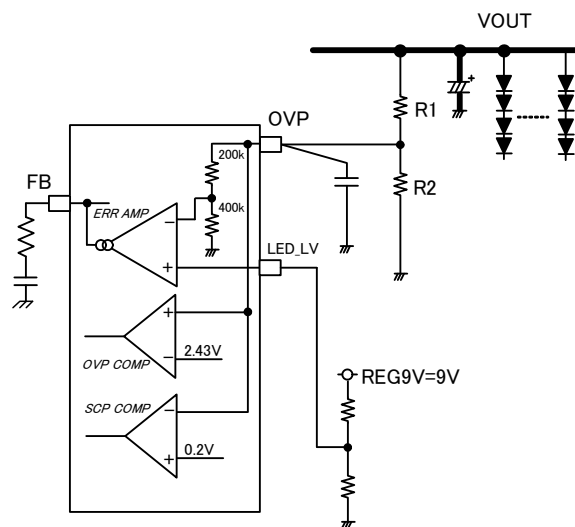 VOUT
OVP
R1
200k
FB
R2
ERR AMP
400k
LED_LV
2.43V
OVP COMP
REG9V=9V
SCP COMP
0.2V